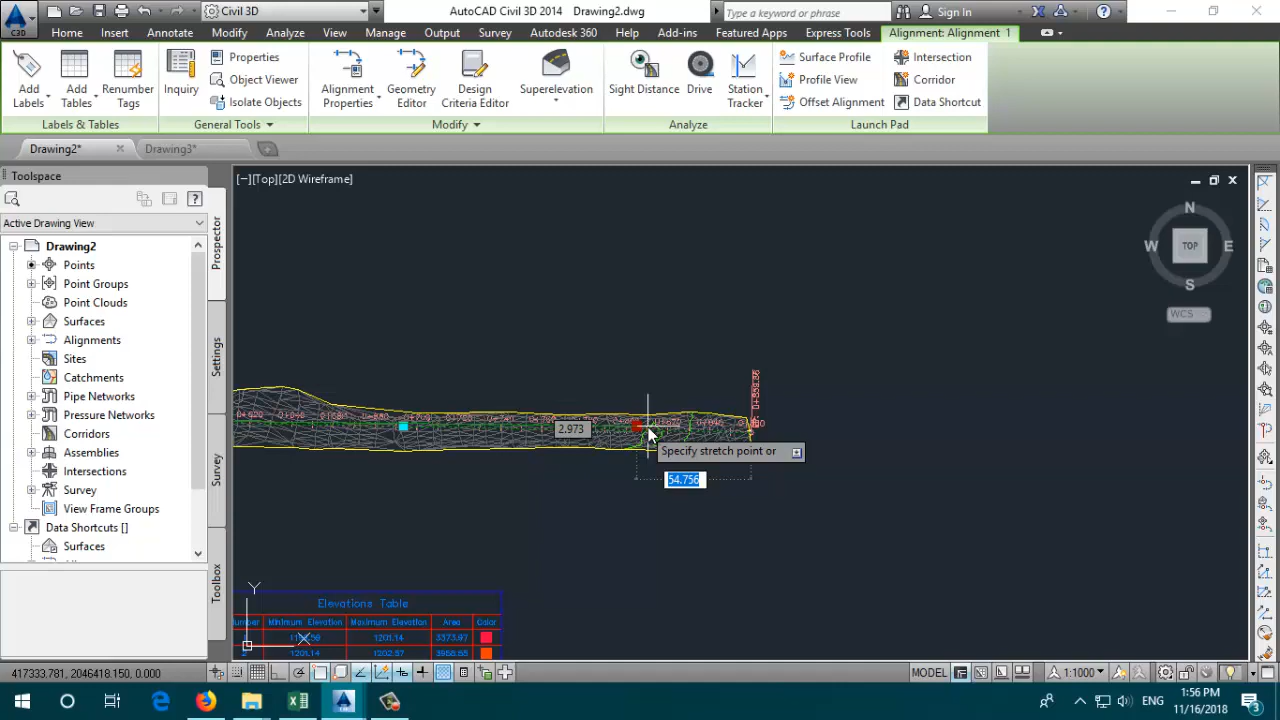 Civil 3D
AutoCAD Civil 3D 2014 Drawing2.dwg
Type a keyword or phrase
Sign In
C3D
Home Insert Annotate Modify Analyze View Manage Output Survey Autodesk 360 Help Add-ins Featured Apps Express Tools Alignment: Alignment 1
Add Labels
Add Tables
Renumber Tags
Inquiry
Properties
Object Viewer
Isolate Objects
Alignment Properties
Geometry Editor
Design Criteria Editor
Superelevation
Sight Distance
Drive
Station Tracker
Surface Profile
Profile View
Offset Alignment
Intersection
Corridor
Data Shortcut
Labels & Tables
General Tools
Modify
Analyze
Launch Pad
Drawing2*
Drawing3*
Toolspace
Active Drawing View
Drawing2
Points
Point Groups
Point Clouds
Surfaces
Alignments
Sites
Catchments
Pipe Networks
Pressure Networks
Corridors
Assemblies
Intersections
Survey
View Frame Groups
Data Shortcuts []
Surfaces
Prospector
Settings
Survey
Toolbox
[−][Top][2D Wireframe]
N
W
TOP
E
S
WCS
2.973
Specify stretch point or
54.756
Elevations Table
Minimum Elevation Maximum Elevation Area Color
1201.14 3373.97
2 1201.14 1202.57 3958.55
Y
X
417333.781, 2046418.150, 0.000
MODEL
1:1000
ENG
1:56 PM
11/16/2018
3